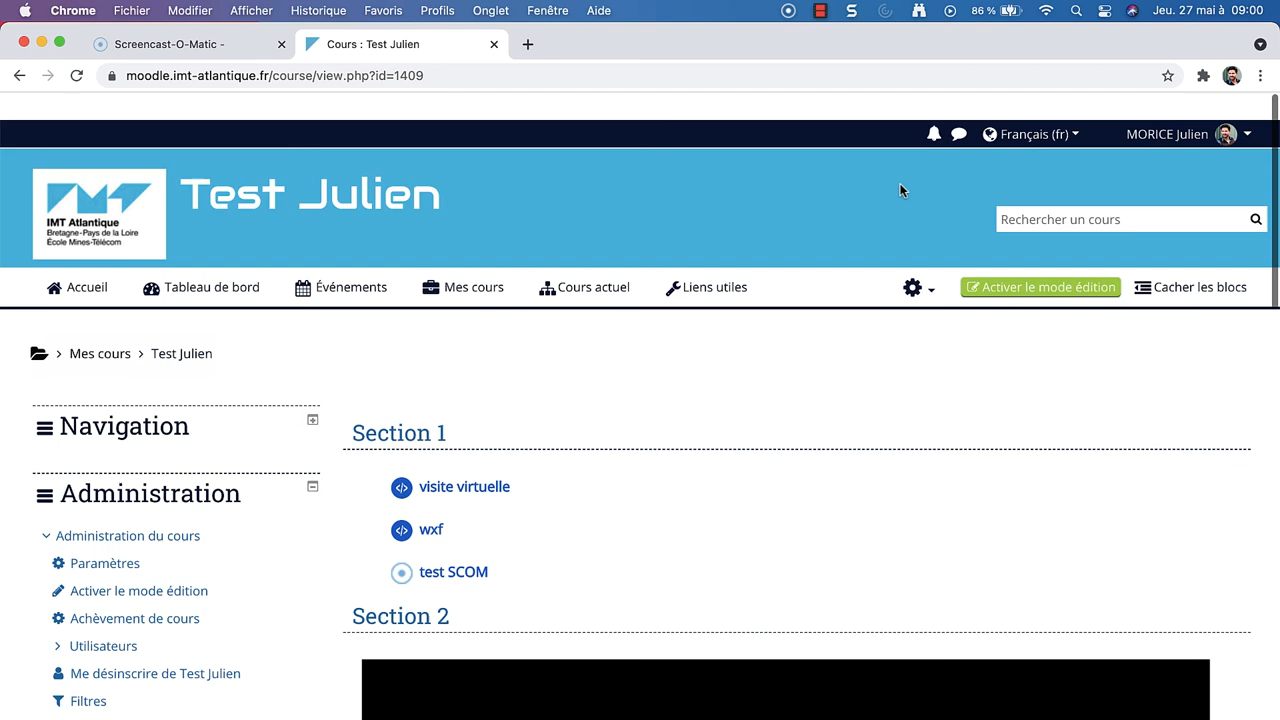 Chrome Fichier Modifier Afficher Historique Favoris Profils Onglet Fenêtre Aide 86 % Jeu. 27 mai à 09:00
Screencast-O-Matic - Cours : Test Julien
moodle.imt-atlantique.fr/course/view.php?id=1409
Français (fr) MORICE Julien
Test Julien
IMT Atlantique
Bretagne-Pays de la Loire
École Mines-Télécom
Rechercher un cours
Accueil Tableau de bord Événements Mes cours Cours actuel Liens utiles Activer le mode édition Cacher les blocs
Mes cours Test Julien
Navigation
Administration
Administration du cours
Paramètres
Activer le mode édition
Achèvement de cours
Utilisateurs
Me désinscrire de Test Julien
Filtres
Section 1
visite virtuelle
wxf
test SCOM
Section 2